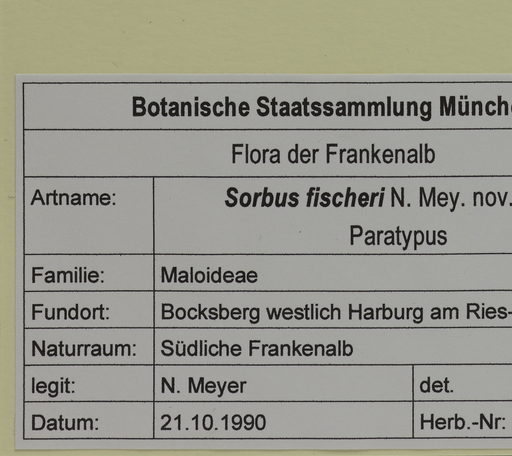 Botanische Staatssammlung Münch
Flora der Frankenalb
Artname: Sorbus fischeri N. Mey. nov.
Paratypus
Familie: Maloideae
Fundort: Bocksberg westlich Harburg am Ries-
Naturraum: Südliche Frankenalb
legit: N. Meyer det.
Datum: 21.10.1990 Herb.-Nr: